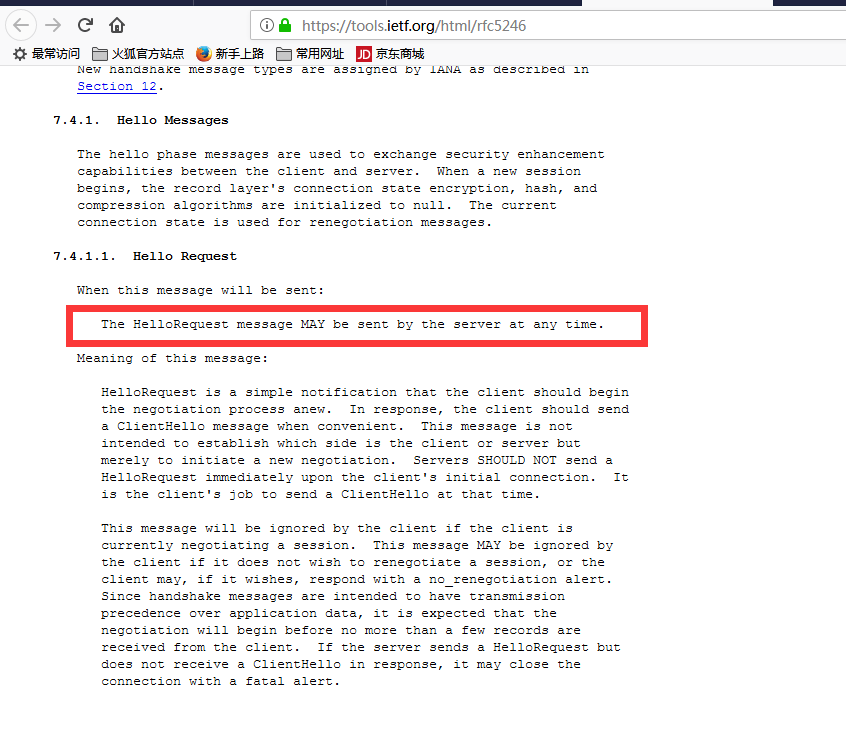 https://tools.ietf.org/html/rfc5246
最常访问 火狐官方站点 新手上路 常用网址 JD 京东商城
New handshake message types are assigned by IANA as described in
Section 12.
7.4.1. Hello Messages
The hello phase messages are used to exchange security enhancement
capabilities between the client and server. When a new session
begins, the record layer's connection state encryption, hash, and
compression algorithms are initialized to null. The current
connection state is used for renegotiation messages.
7.4.1.1. Hello Request
When this message will be sent:
The HelloRequest message MAY be sent by the server at any time.
Meaning of this message:
HelloRequest is a simple notification that the client should begin
the negotiation process anew. In response, the client should send
a ClientHello message when convenient. This message is not
intended to establish which side is the client or server but
merely to initiate a new negotiation. Servers SHOULD NOT send a
HelloRequest immediately upon the client's initial connection. It
is the client's job to send a ClientHello at that time.
This message will be ignored by the client if the client is
currently negotiating a session. This message MAY be ignored by
the client if it does not wish to renegotiate a session, or the
client may, if it wishes, respond with a no_renegotiation alert.
Since handshake messages are intended to have transmission
precedence over application data, it is expected that the
negotiation will begin before no more than a few records are
received from the client. If the server sends a HelloRequest but
does not receive a ClientHello in response, it may close the
connection with a fatal alert.